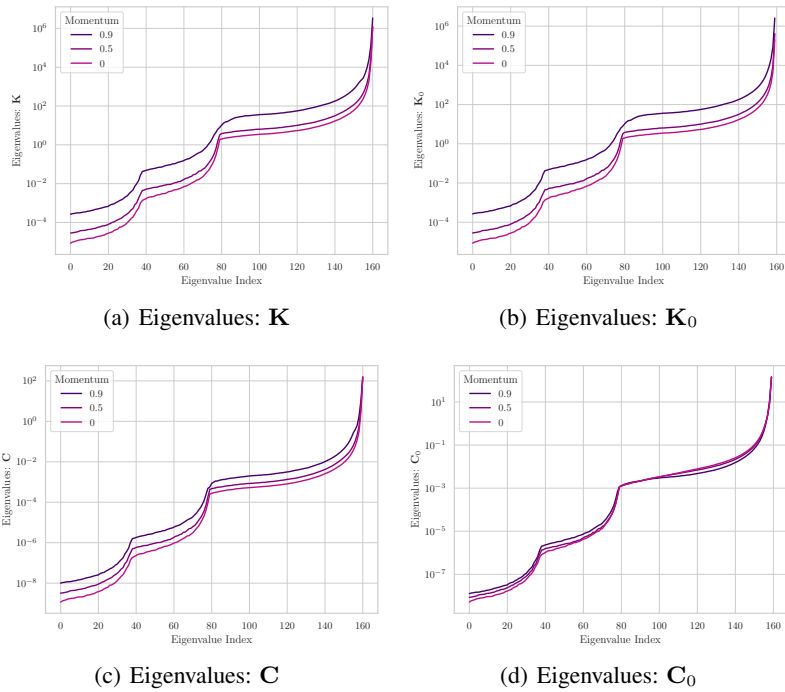 Momentum
0.9
0.5
0
10^6
10^4
10^2
10^0
10^−2
10^−4
Eigenvalues: K
0 20 40 60 80 100 120 140 160
Eigenvalue Index
(a) Eigenvalues: K
Momentum
0.9
0.5
0
10^6
10^4
10^2
10^0
10^−2
10^−4
Eigenvalues: K_0
0 20 40 60 80 100 120 140 160
Eigenvalue Index
(b) Eigenvalues: K_0
Momentum
0.9
0.5
0
10^2
10^0
10^−2
10^−4
10^−6
10^−8
Eigenvalues: C
0 20 40 60 80 100 120 140 160
Eigenvalue Index
(c) Eigenvalues: C
Momentum
0.9
0.5
0
10^1
10^−1
10^−3
10^−5
10^−7
Eigenvalues: C_0
0 20 40 60 80 100 120 140 160
Eigenvalue Index
(d) Eigenvalues: C_0